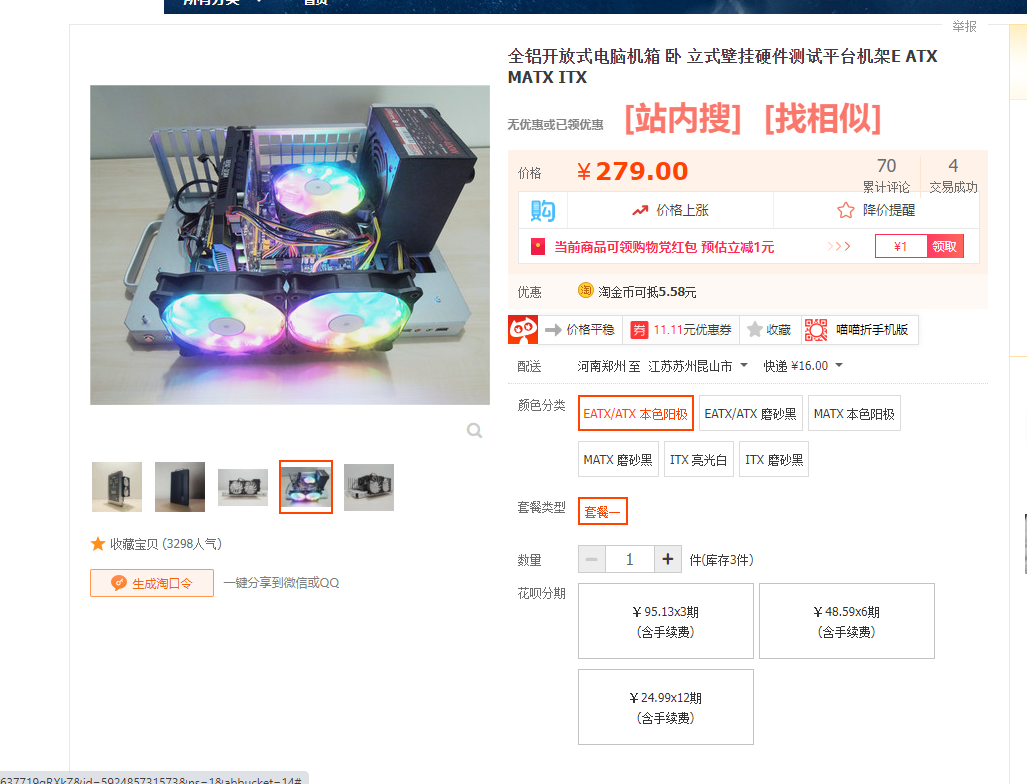 所有分类
首页
举报
全铝开放式电脑机箱 卧 立式壁挂硬件测试平台机架E ATX
MATX ITX
无优惠或已领优惠 [站内搜] [找相似]
价格 ¥279.00
70
累计评论
4
交易成功
购 价格上涨 降价提醒
当前商品可领购物党红包 预估立减1元 >>> ¥1 领取
优惠 淘 淘金币可抵5.58元
价格平稳 券 11.11元优惠券 收藏 喵喵折手机版
配送 河南郑州 至 江苏苏州昆山市 快递 ¥16.00
颜色分类 EATX/ATX 本色阳极 EATX/ATX 磨砂黑 MATX 本色阳极
MATX 磨砂黑 ITX 亮光白 ITX 磨砂黑
套餐类型 套餐一
数量 − 1 + 件(库存3件)
花呗分期
¥95.13x3期
(含手续费)
¥48.59x6期
(含手续费)
¥24.99x12期
(含手续费)
收藏宝贝 (3298人气)
生成淘口令 一键分享到微信或QQ